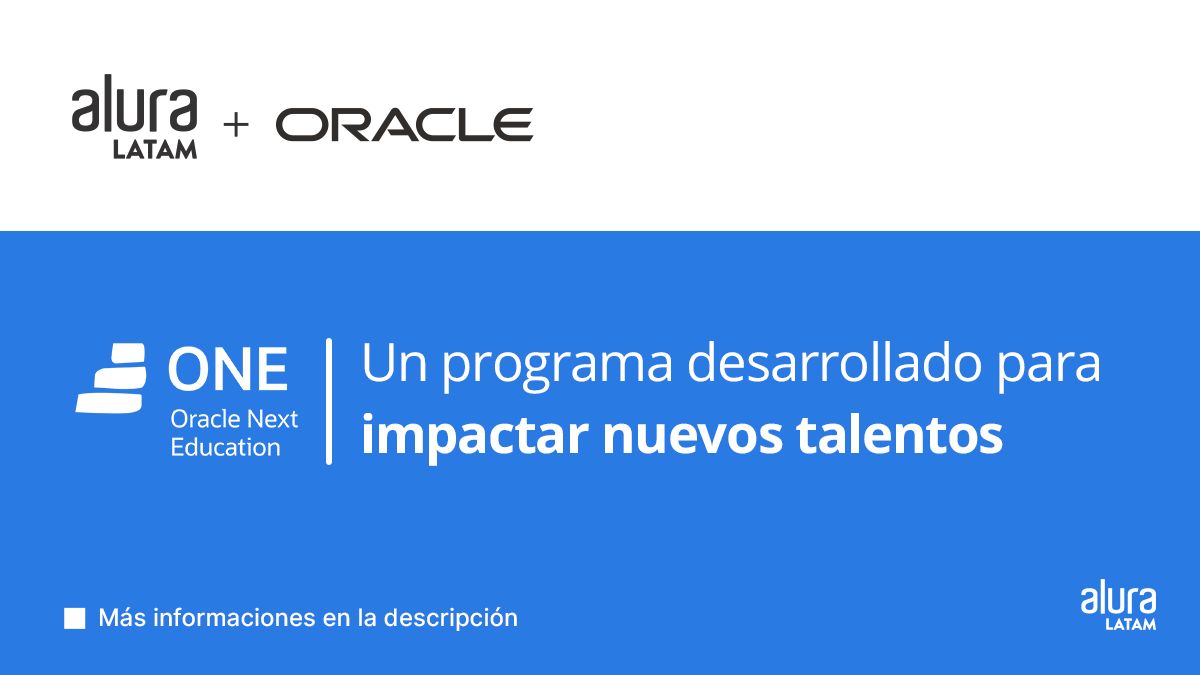 alura
LATAM
+ ORACLE
ONE
Oracle Next
Education
Un programa desarrollado para
impactar nuevos talentos
Más informaciones en la descripción
alura
LATAM